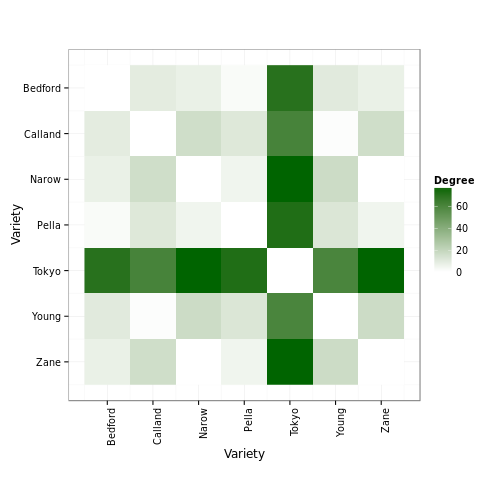 Bedford
Calland
Narow
Pella
Tokyo
Young
Zane
Variety
Bedford
Calland
Narow
Pella
Tokyo
Young
Zane
Variety
Degree
60
40
20
0